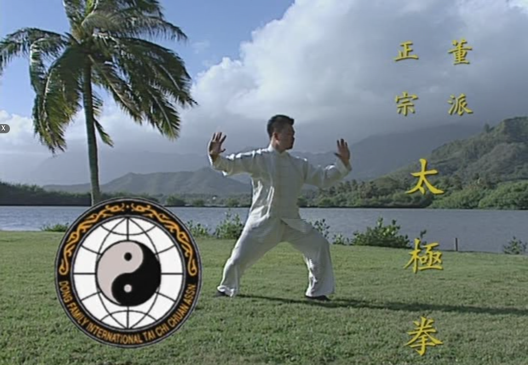 董派
正宗
太極拳
DONG FAMILY INTERNATIONAL TAI CHI CHUAN ASSN.
X